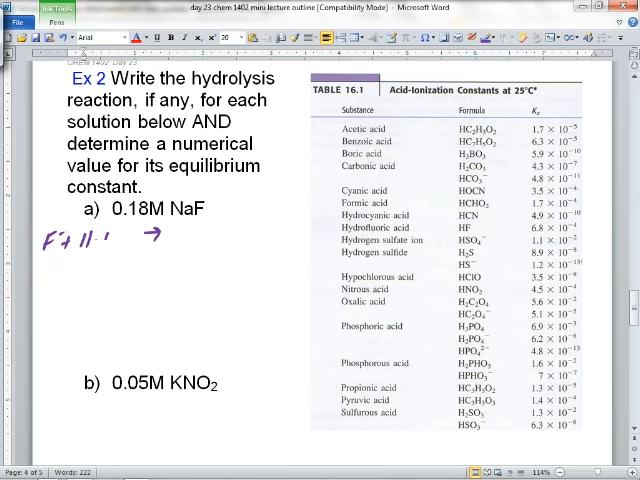 day 23 chem 1402 mini lecture outline [Compatibility Mode] - Microsoft Word
Ink Tools
File
Pens
Arial
20
CHEM 1402 Day 23
Ex 2 Write the hydrolysis
reaction, if any, for each
solution below AND
determine a numerical
value for its equilibrium
constant.
a) 0.18M NaF
F⁻ +
→
b) 0.05M KNO₂
TABLE 16.1 Acid-Ionization Constants at 25°C*
Substance Formula Kₐ
Acetic acid HC₂H₃O₂ 1.7 × 10⁻⁵
Benzoic acid HC₇H₅O₂ 6.3 × 10⁻⁵
Boric acid H₃BO₃ 5.9 × 10⁻¹⁰
Carbonic acid H₂CO₃ 4.3 × 10⁻⁷
HCO₃⁻ 4.8 × 10⁻¹¹
Cyanic acid HOCN 3.5 × 10⁻⁴
Formic acid HCHO₂ 1.7 × 10⁻⁴
Hydrocyanic acid HCN 4.9 × 10⁻¹⁰
Hydrofluoric acid HF 6.8 × 10⁻⁴
Hydrogen sulfate ion HSO₄⁻ 1.1 × 10⁻²
Hydrogen sulfide H₂S 8.9 × 10⁻⁸
HS⁻ 1.2 × 10⁻¹³
Hypochlorous acid HClO 3.5 × 10⁻⁸
Nitrous acid HNO₂ 4.5 × 10⁻⁴
Oxalic acid H₂C₂O₄ 5.6 × 10⁻²
HC₂O₄⁻ 5.1 × 10⁻⁵
Phosphoric acid H₃PO₄ 6.9 × 10⁻³
H₂PO₄⁻ 6.2 × 10⁻⁸
HPO₄²⁻ 4.8 × 10⁻¹³
Phosphorous acid H₂PHO₃ 1.6 × 10⁻²
HPHO₃⁻ 7 × 10⁻⁷
Propionic acid HC₃H₅O₂ 1.3 × 10⁻⁵
Pyruvic acid HC₃H₃O₃ 1.4 × 10⁻⁴
Sulfurous acid H₂SO₃ 1.3 × 10⁻²
HSO₃⁻ 6.3 × 10⁻⁸
Page: 4 of 5 Words: 222 114%